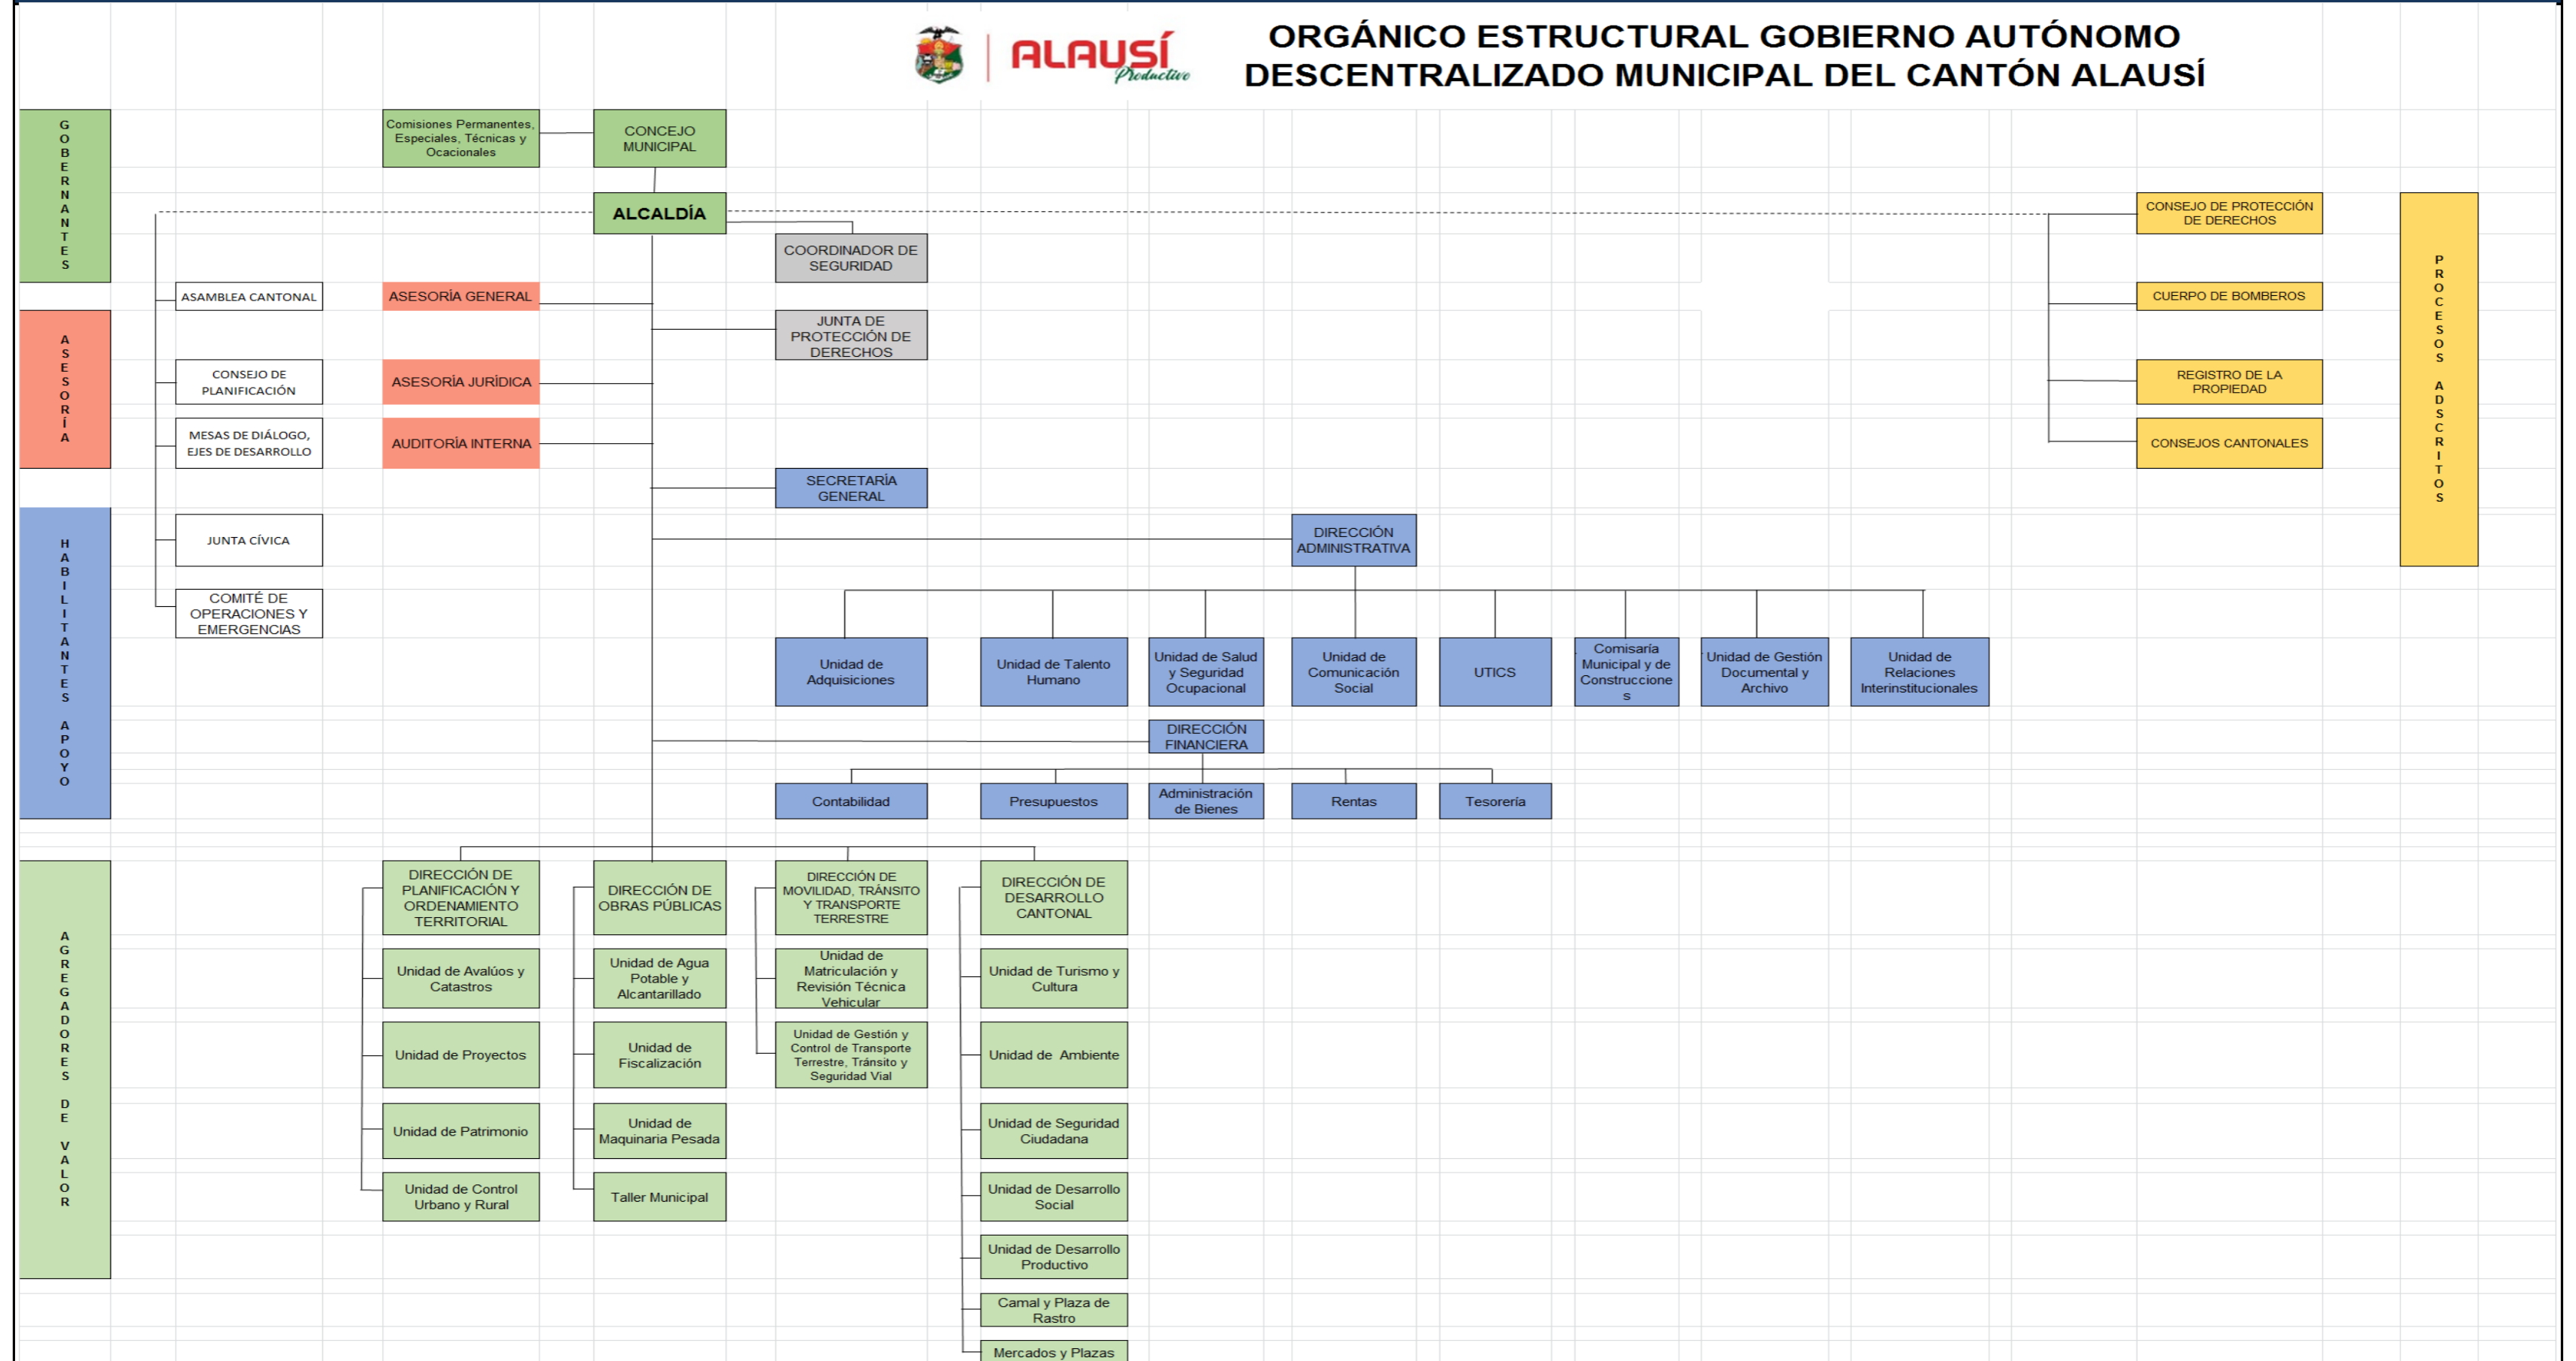 ALAUSÍ
Productivo
ORGÁNICO ESTRUCTURAL GOBIERNO AUTÓNOMO
DESCENTRALIZADO MUNICIPAL DEL CANTÓN ALAUSÍ
GOBERNANTES
Comisiones Permanentes,
Especiales, Técnicas y
Ocacionales
CONCEJO
MUNICIPAL
ALCALDÍA
COORDINADOR DE
SEGURIDAD
CONSEJO DE PROTECCIÓN
DE DERECHOS
PROCESOS ADSCRITOS
ASAMBLEA CANTONAL
ASESORÌA GENERAL
CUERPO DE BOMBEROS
ASESORÍA
JUNTA DE
PROTECCIÓN DE
DERECHOS
CONSEJO DE
PLANIFICACIÓN
ASESORÌA JURÍDICA
REGISTRO DE LA
PROPIEDAD
MESAS DE DIÁLOGO,
EJES DE DESARROLLO
AUDITORÌA INTERNA
CONSEJOS CANTONALES
SECRETARÌA
GENERAL
HABILITANTES APOYO
JUNTA CÍVICA
DIRECCIÓN
ADMINISTRATIVA
COMITÉ DE
OPERACIONES Y
EMERGENCIAS
Unidad de
Adquisiciones
Unidad de Talento
Humano
Unidad de Salud
y Seguridad
Ocupacional
Unidad de
Comunicación
Social
UTICS
Comisaría
Municipal y de
Construccione
s
Unidad de Gestión
Documental y
Archivo
Unidad de
Relaciones
Interinstitucionales
DIRECCIÓN
FINANCIERA
Contabilidad
Presupuestos
Administración
de Bienes
Rentas
Tesorería
AGREGADORES DE VALOR
DIRECCIÓN DE
PLANIFICACIÓN Y
ORDENAMIENTO
TERRITORIAL
DIRECCIÓN DE
OBRAS PÚBLICAS
DIRECCIÓN DE
MOVILIDAD, TRÁNSITO
Y TRANSPORTE
TERRESTRE
DIRECCIÓN DE
DESARROLLO
CANTONAL
Unidad de Avalúos y
Catastros
Unidad de Agua
Potable y
Alcantarillado
Unidad de
Matriculación y
Revisión Técnica
Vehicular
Unidad de Turismo y
Cultura
Unidad de Proyectos
Unidad de
Fiscalización
Unidad de Gestión y
Control de Transporte
Terrestre, Tránsito y
Seguridad Vial
Unidad de Ambiente
Unidad de Patrimonio
Unidad de
Maquinaria Pesada
Unidad de Seguridad
Ciudadana
Unidad de Control
Urbano y Rural
Taller Municipal
Unidad de Desarrollo
Social
Unidad de Desarrollo
Productivo
Camal y Plaza de
Rastro
Mercados y Plazas